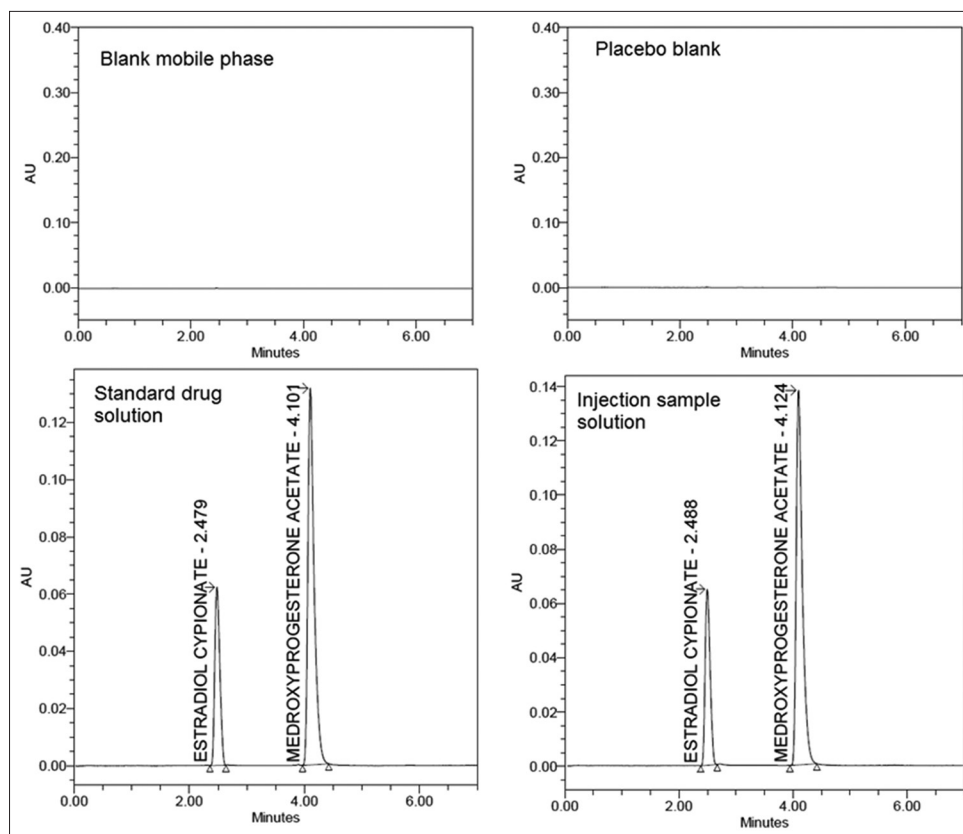 Blank mobile phase
0.40
0.30
0.20
0.10
0.00
AU
0.00 2.00 4.00 6.00
Minutes
Placebo blank
0.40
0.30
0.20
0.10
0.00
AU
0.00 2.00 4.00 6.00
Minutes
Standard drug
solution
0.12
0.10
0.08
0.06
0.04
0.02
0.00
AU
ESTRADIOL CYPIONATE - 2.479
MEDROXYPROGESTERONE ACETATE - 4.101
0.00 2.00 4.00 6.00
Minutes
Injection sample
solution
0.14
0.12
0.10
0.08
0.06
0.04
0.02
0.00
AU
ESTRADIOL CYPIONATE - 2.488
MEDROXYPROGESTERONE ACETATE - 4.124
0.00 2.00 4.00 6.00
Minutes